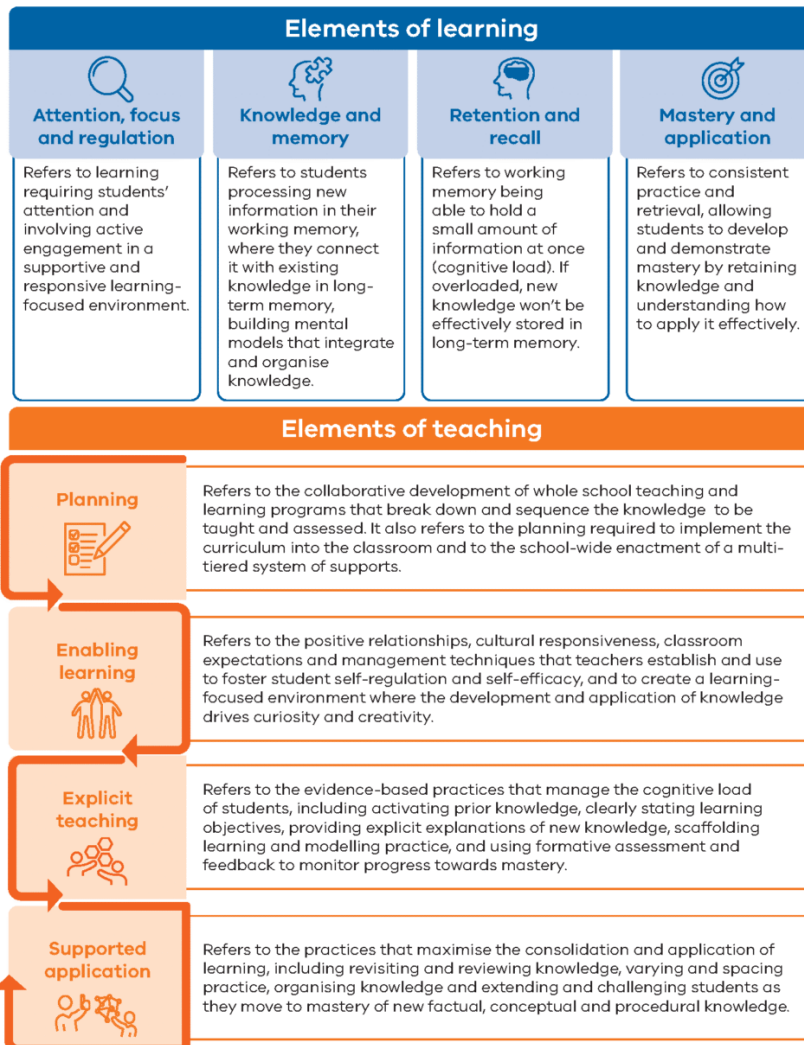 Elements of learning
Attention, focus
and regulation
Refers to learning
requiring students’
attention and
involving active
engagement in a
supportive and
responsive learning-
focused environment.
Knowledge and
memory
Refers to students
processing new
information in their
working memory,
where they connect
it with existing
knowledge in long-
term memory,
building mental
models that integrate
and organise
knowledge.
Retention and
recall
Refers to working
memory being
able to hold a
small amount of
information at once
(cognitive load). If
overloaded, new
knowledge won’t be
effectively stored in
long-term memory.
Mastery and
application
Refers to consistent
practice and
retrieval, allowing
students to develop
and demonstrate
mastery by retaining
knowledge and
understanding how
to apply it effectively.
Elements of teaching
Planning
Refers to the collaborative development of whole school teaching and
learning programs that break down and sequence the knowledge to be
taught and assessed. It also refers to the planning required to implement the
curriculum into the classroom and to the school-wide enactment of a multi-
tiered system of supports.
Enabling
learning
Refers to the positive relationships, cultural responsiveness, classroom
expectations and management techniques that teachers establish and use
to foster student self-regulation and self-efficacy, and to create a learning-
focused environment where the development and application of knowledge
drives curiosity and creativity.
Explicit
teaching
Refers to the evidence-based practices that manage the cognitive load
of students, including activating prior knowledge, clearly stating learning
objectives, providing explicit explanations of new knowledge, scaffolding
learning and modelling practice, and using formative assessment and
feedback to monitor progress towards mastery.
Supported
application
Refers to the practices that maximise the consolidation and application of
learning, including revisiting and reviewing knowledge, varying and spacing
practice, organising knowledge and extending and challenging students as
they move to mastery of new factual, conceptual and procedural knowledge.